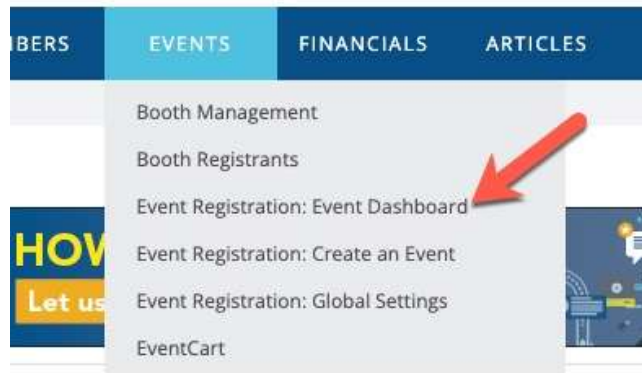 IBERS EVENTS FINANCIALS ARTICLES
Booth Management
Booth Registrants
Event Registration: Event Dashboard
Event Registration: Create an Event
HOW
Let us
Event Registration: Global Settings
EventCart